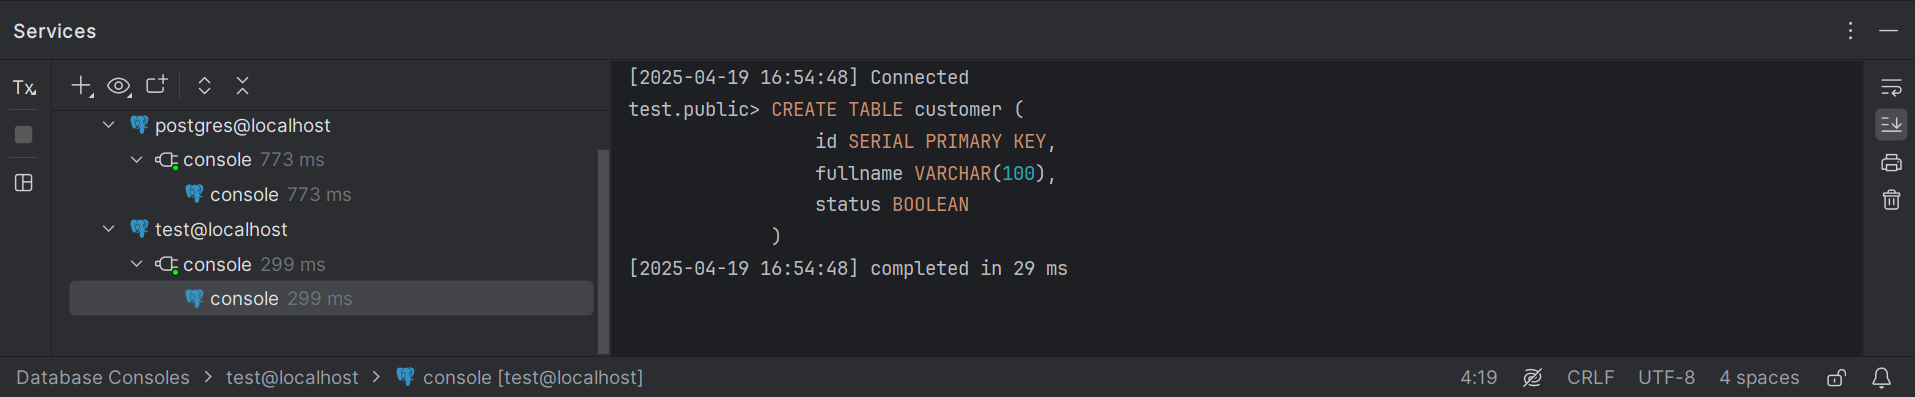 Services
Tx
postgres@localhost
console 773 ms
console 773 ms
test@localhost
console 299 ms
console 299 ms
[2025-04-19 16:54:48] Connected
test.public> CREATE TABLE customer (
id SERIAL PRIMARY KEY,
fullname VARCHAR(100),
status BOOLEAN
)
[2025-04-19 16:54:48] completed in 29 ms
Database Consoles > test@localhost > console [test@localhost]
4:19 CRLF UTF-8 4 spaces